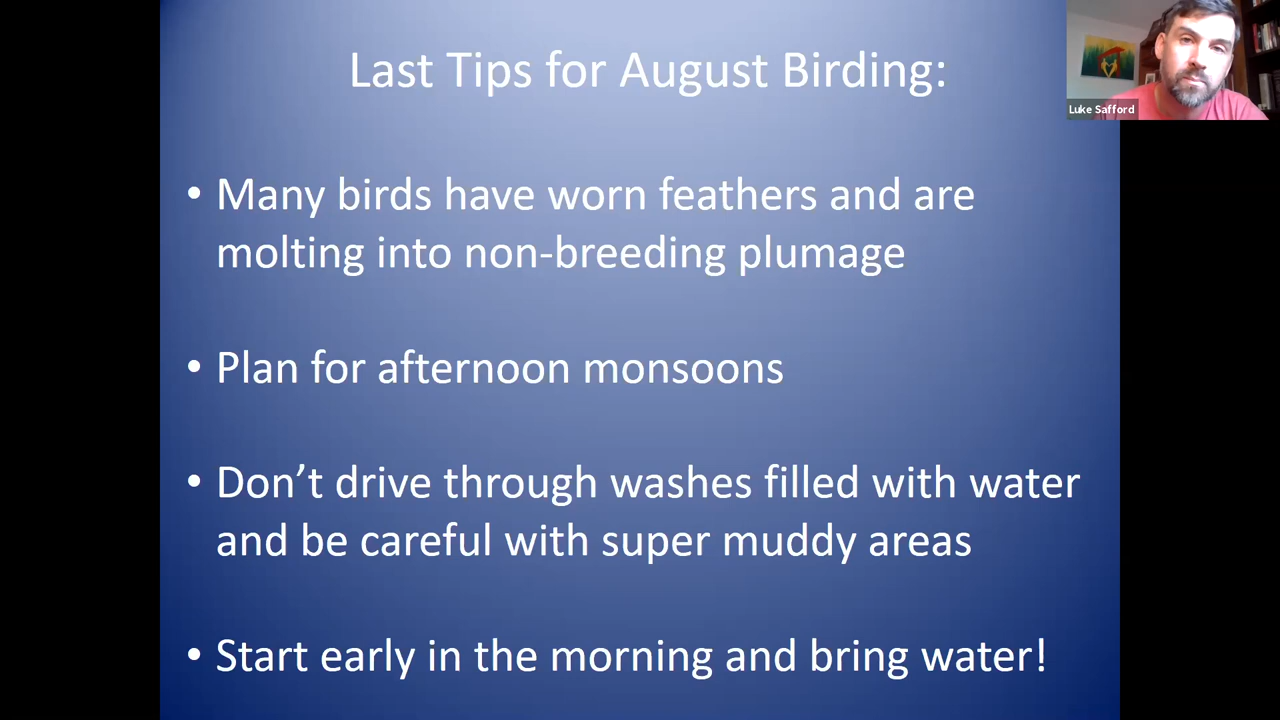 Last Tips for August Birding:
Luke Safford
• Many birds have worn feathers and are
molting into non-breeding plumage
• Plan for afternoon monsoons
• Don’t drive through washes filled with water
and be careful with super muddy areas
• Start early in the morning and bring water!